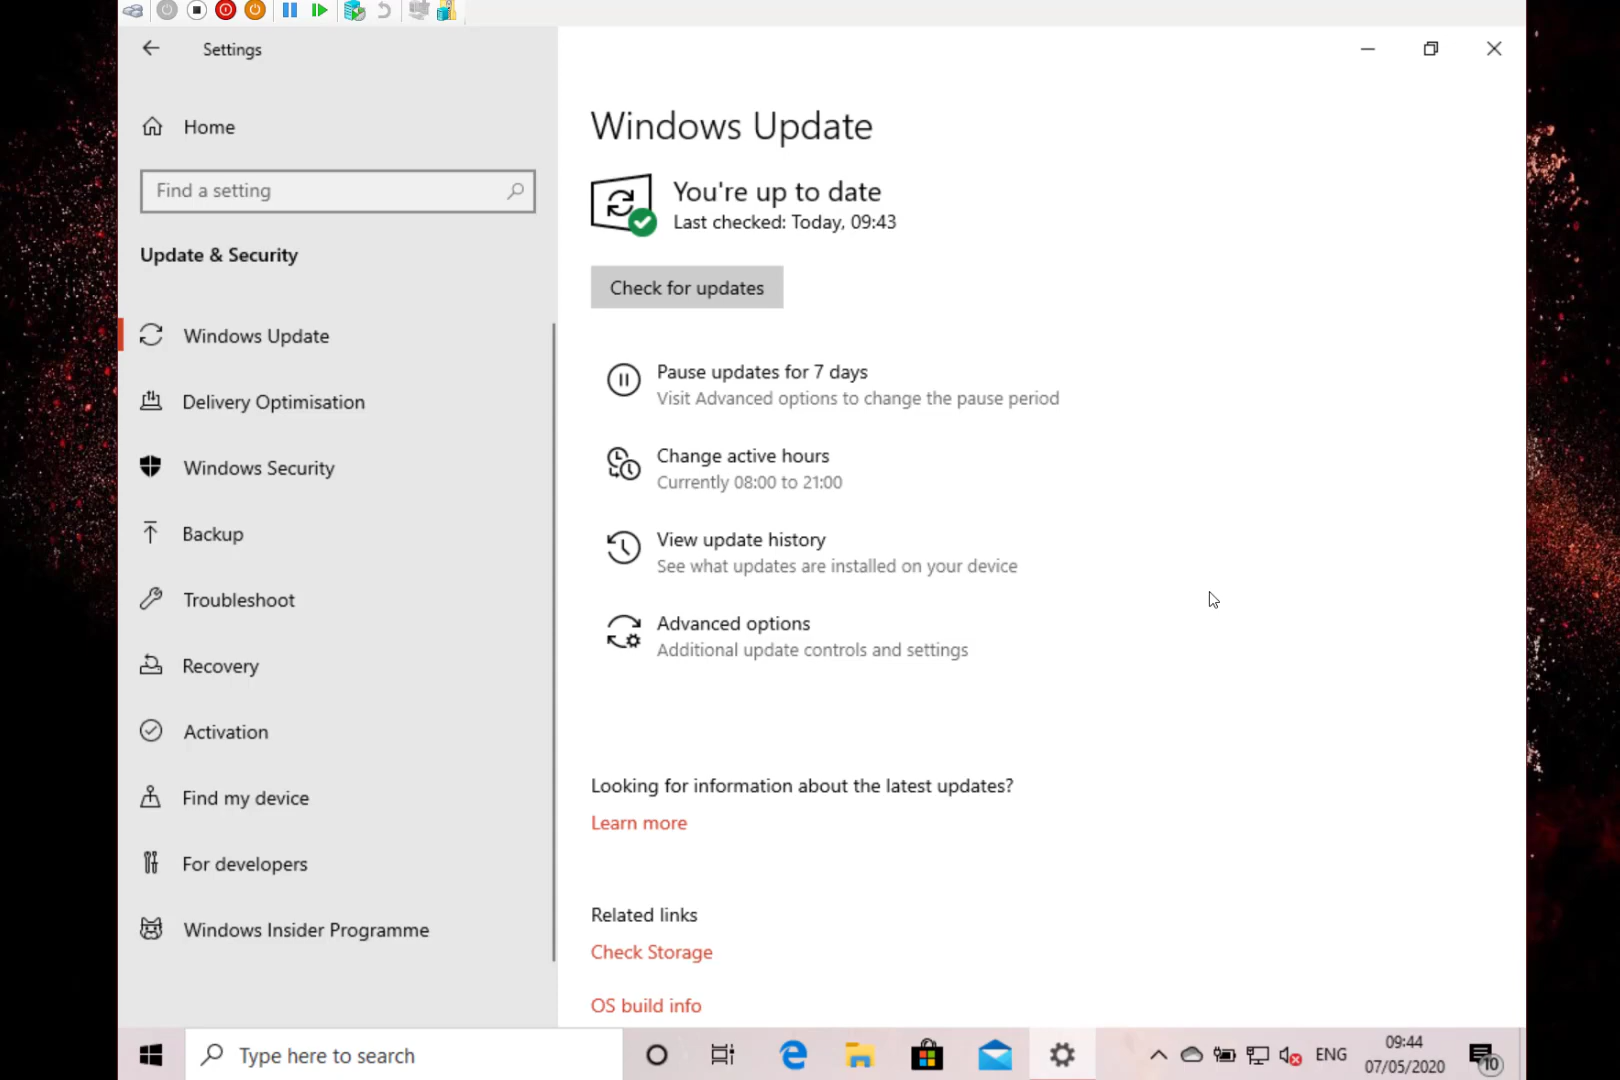 Settings
Home
Find a setting
Update & Security
Windows Update
Delivery Optimisation
Windows Security
Backup
Troubleshoot
Recovery
Activation
Find my device
For developers
Windows Insider Programme
Windows Update
You're up to date
Last checked: Today, 09:43
Check for updates
Pause updates for 7 days
Visit Advanced options to change the pause period
Change active hours
Currently 08:00 to 21:00
View update history
See what updates are installed on your device
Advanced options
Additional update controls and settings
Looking for information about the latest updates?
Learn more
Related links
Check Storage
OS build info
Type here to search
ENG
09:44
07/05/2020
10